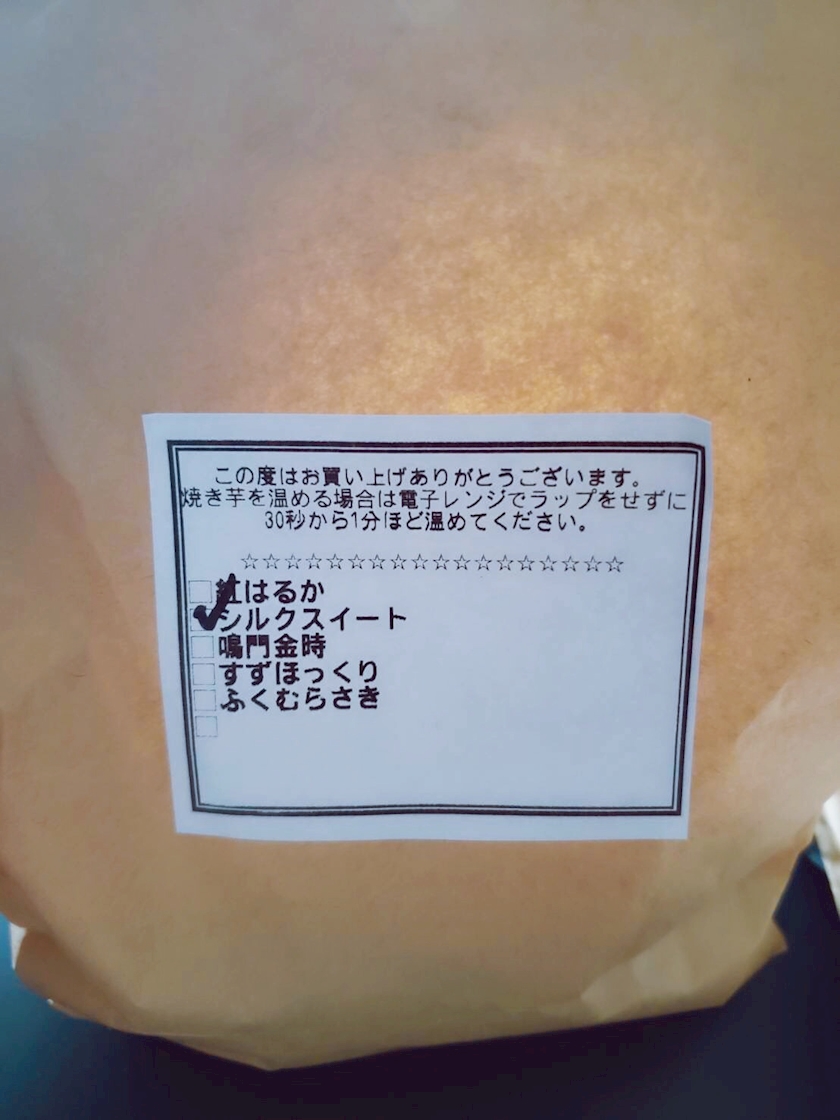 この度はお買い上げありがとうございます。
焼き芋を温める場合は電子レンジでラップをせずに
30秒から1分ほど温めてください。
☆☆☆☆☆☆☆☆☆☆☆☆☆☆☆☆☆☆
紅はるか
シルクスイート
鳴門金時
すずほっくり
ふくむらさき